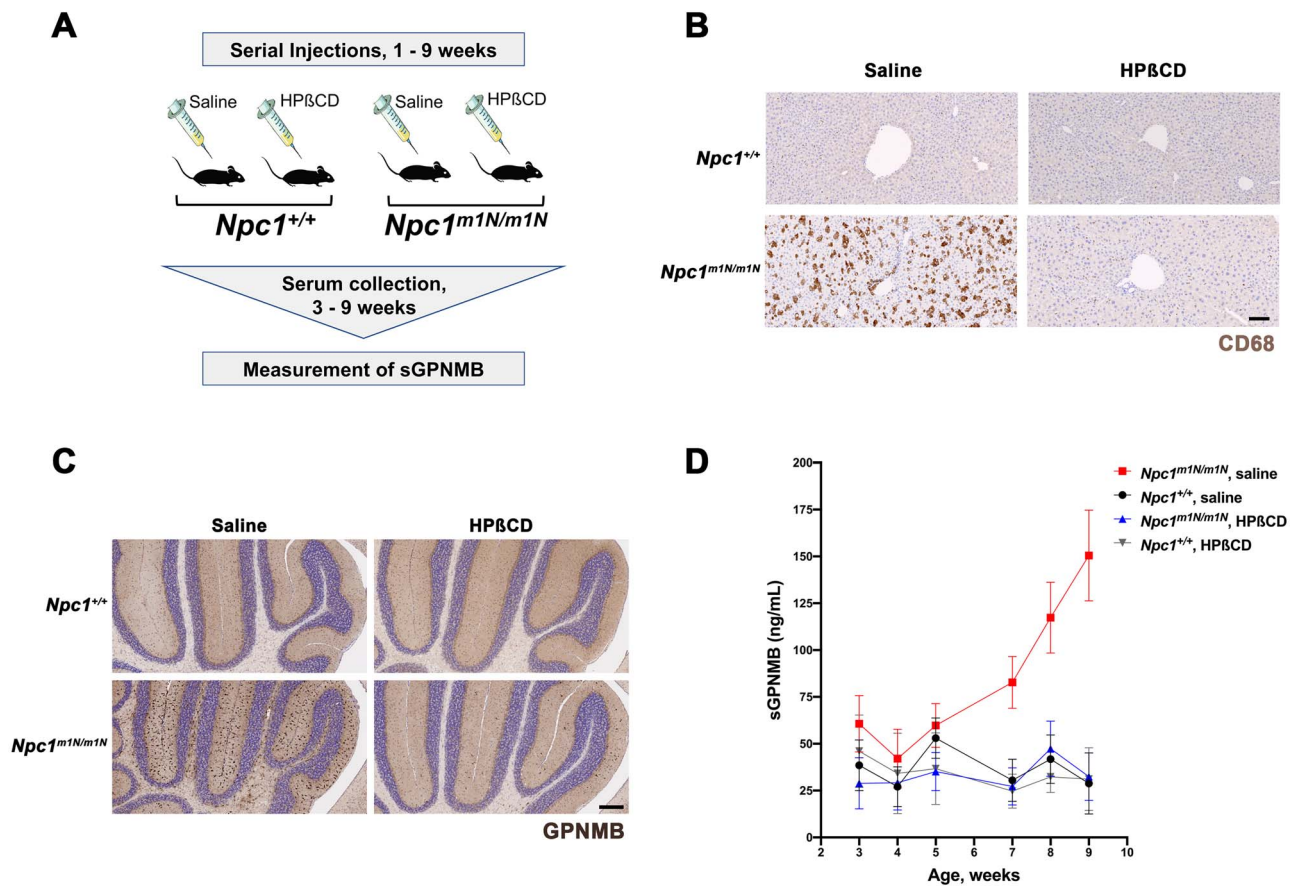 A
Serial Injections, 1 - 9 weeks
Saline
HPßCD
Saline
HPßCD
Npc1+/+
Npc1m1N/m1N
Serum collection,
3 - 9 weeks
Measurement of sGPNMB
B
Saline
HPßCD
Npc1+/+
Npc1m1N/m1N
CD68
C
Saline
HPßCD
Npc1+/+
Npc1m1N/m1N
GPNMB
D
200
175
150
125
100
75
50
25
0
sGPNMB (ng/mL)
2 3 4 5 6 7 8 9 10
Age, weeks
Npc1m1N/m1N, saline
Npc1+/+, saline
Npc1m1N/m1N, HPßCD
Npc1+/+, HPßCD